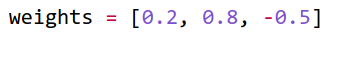 weights = [0.2, 0.8, -0.5]